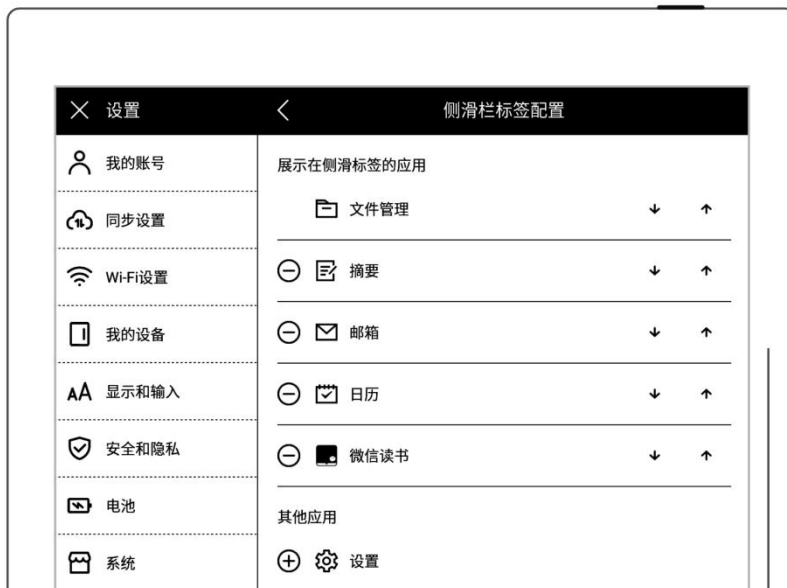 设置
侧滑栏标签配置
我的账号
同步设置
Wi-Fi设置
我的设备
显示和输入
安全和隐私
电池
系统
展示在侧滑标签的应用
文件管理
摘要
邮箱
日历
微信读书
其他应用
设置